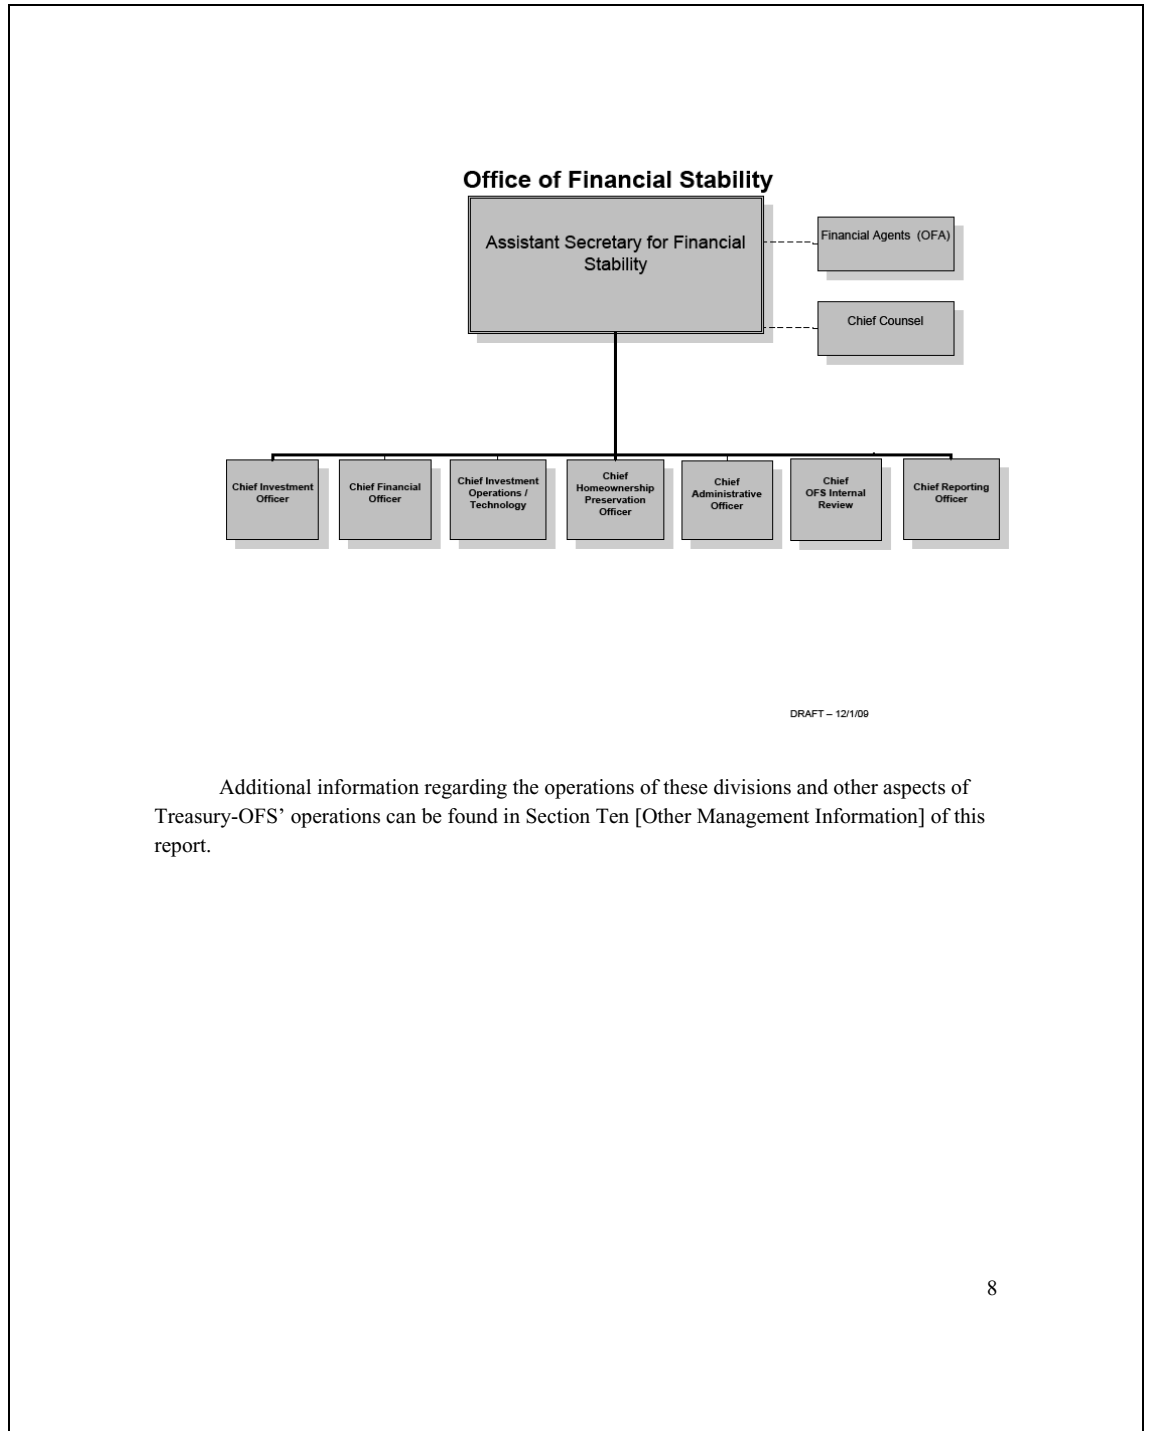 Office of Financial Stability
Assistant Secretary for Financial
Stability
Financial Agents (OFA)
Chief Counsel
Chief Investment
Officer
Chief Financial
Officer
Chief Investment
Operations /
Technology
Chief
Homeownership
Preservation
Officer
Chief
Administrative
Officer
Chief
OFS Internal
Review
Chief Reporting
Officer
DRAFT – 12/1/09
Additional information regarding the operations of these divisions and other aspects of
Treasury-OFS’ operations can be found in Section Ten [Other Management Information] of this
report.
8